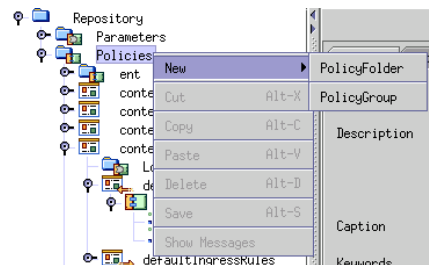 Repository
Parameters
Policies
ent
New
PolicyFolder
conte
Cut Alt-X
PolicyGroup
conte
Copy Alt-C
Description
conte
conte
Paste Alt-V
Lo
de
Delete Alt-D
Save Alt-S
Caption
Show Messages
defaultIngressRules
Keywords